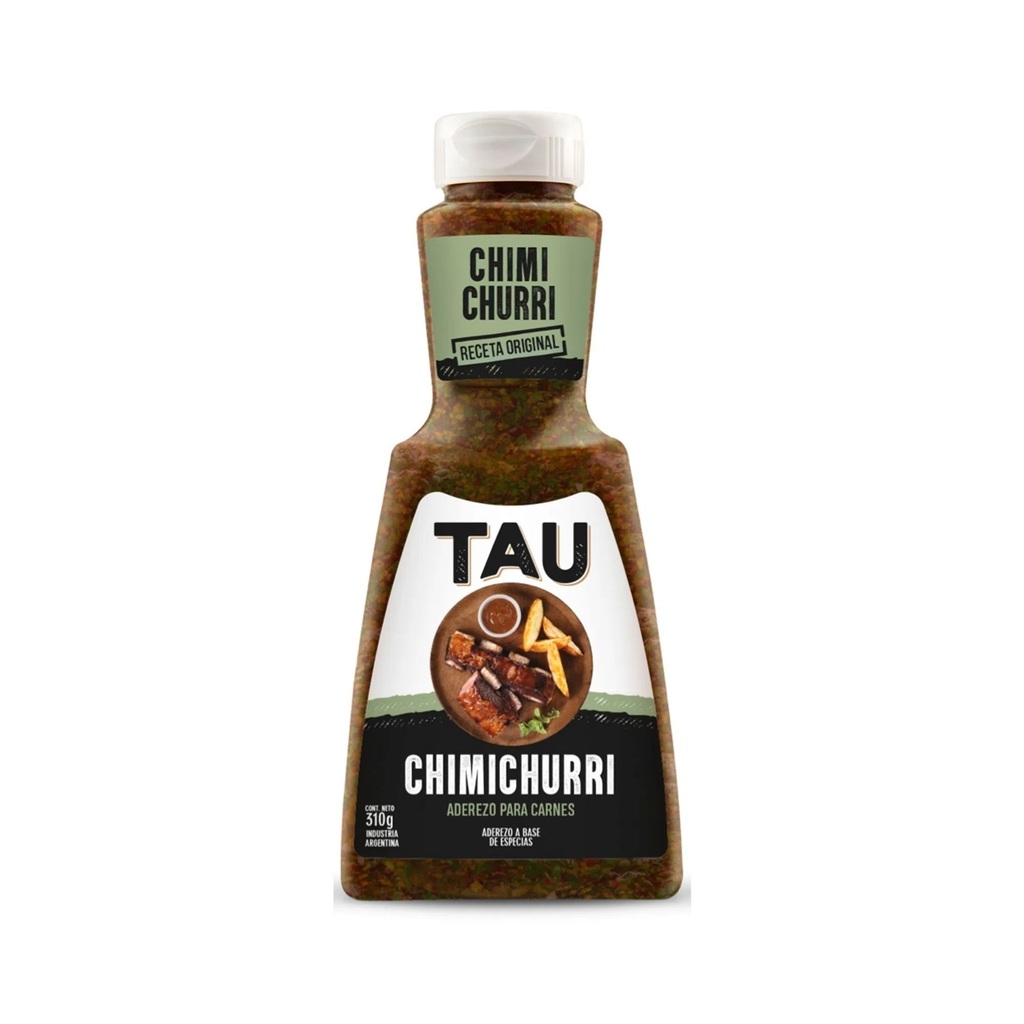 CHIMI
CHURRI
RECETA ORIGINAL
TAU
CHIMICHURRI
ADEREZO PARA CARNES
CONT. NETO
310g
INDUSTRIA
ARGENTINA
ADEREZO A BASE
DE ESPECIAS